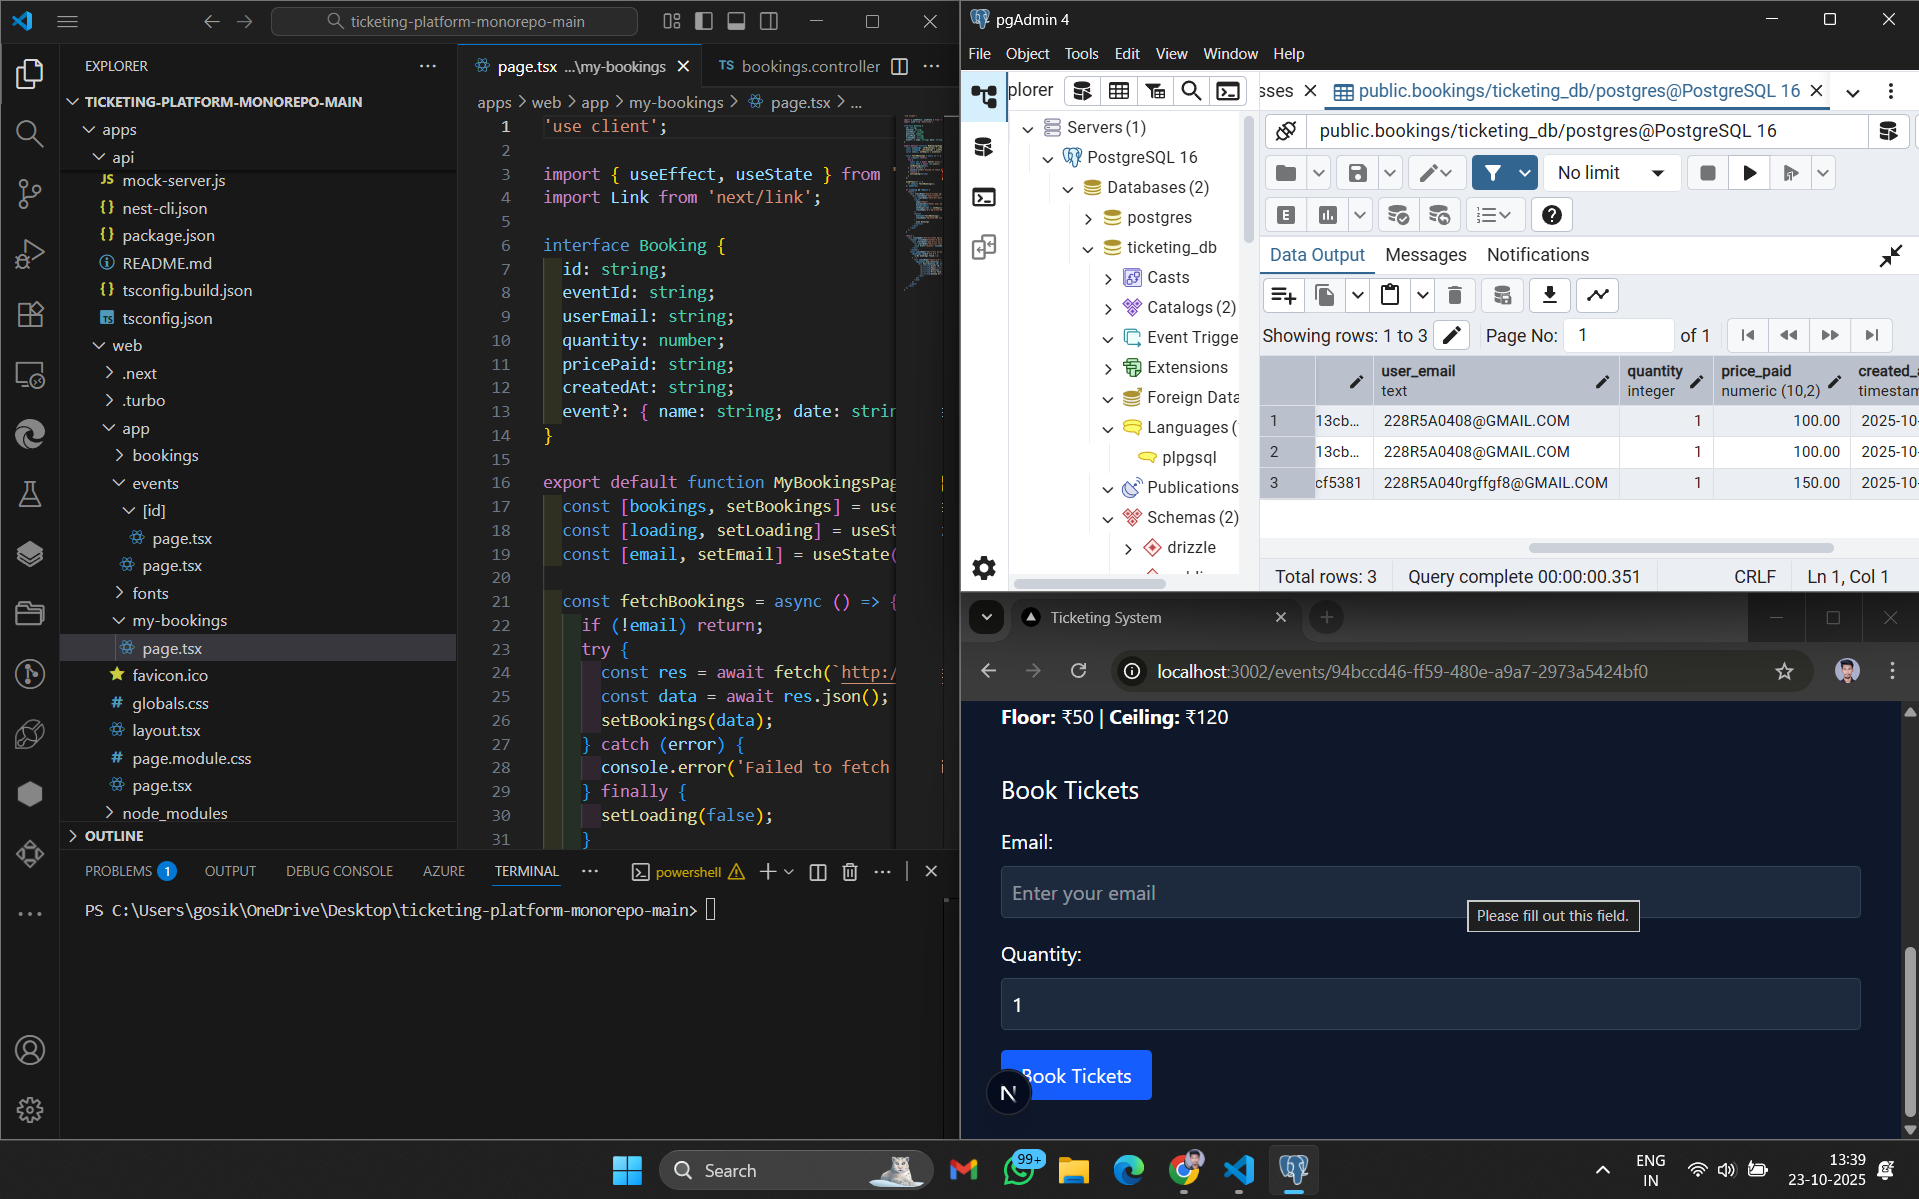 ticketing-platform-monorepo-main
EXPLORER
TICKETING-PLATFORM-MONOREPO-MAIN
apps
api
JS mock-server.js
{} nest-cli.json
{} package.json
README.md
{} tsconfig.build.json
TS tsconfig.json
web
.next
.turbo
app
bookings
events
[id]
page.tsx
page.tsx
fonts
my-bookings
page.tsx
favicon.ico
# globals.css
layout.tsx
# page.module.css
page.tsx
node_modules
OUTLINE
page.tsx ...\my-bookings
TS bookings.controller
apps > web > app > my-bookings > page.tsx > ...
1 'use client';
2
3 import { useEffect, useState } from '
4 import Link from 'next/link';
5
6 interface Booking {
7 id: string;
8 eventId: string;
9 userEmail: string;
10 quantity: number;
11 pricePaid: string;
12 createdAt: string;
13 event?: { name: string; date: strin
14 }
15
16 export default function MyBookingsPag
17 const [bookings, setBookings] = use
18 const [loading, setLoading] = useSt
19 const [email, setEmail] = useState(
20
21 const fetchBookings = async () => {
22 if (!email) return;
23 try {
24 const res = await fetch(`http:/
25 const data = await res.json();
26 setBookings(data);
27 } catch (error) {
28 console.error('Failed to fetch
29 } finally {
30 setLoading(false);
31 }
PROBLEMS 1 OUTPUT DEBUG CONSOLE AZURE TERMINAL
powershell
PS C:\Users\gosik\OneDrive\Desktop\ticketing-platform-monorepo-main>
pgAdmin 4
File Object Tools Edit View Window Help
plorer
Servers (1)
PostgreSQL 16
Databases (2)
postgres
ticketing_db
Casts
Catalogs (2)
Event Trigge
Extensions
Foreign Data
Languages (
plpgsql
Publications
Schemas (2)
drizzle
sses
public.bookings/ticketing_db/postgres@PostgreSQL 16
public.bookings/ticketing_db/postgres@PostgreSQL 16
No limit
E
Data Output Messages Notifications
Showing rows: 1 to 3 Page No: 1 of 1
user_email quantity price_paid created_a
text integer numeric (10,2) timestam
1 13cb... 228R5A0408@GMAIL.COM 1 100.00 2025-10-
2 13cb... 228R5A0408@GMAIL.COM 1 100.00 2025-10-
3 cf5381 228R5A040rgffgf8@GMAIL.COM 1 150.00 2025-10-
Total rows: 3 Query complete 00:00:00.351 CRLF Ln 1, Col 1
Ticketing System
localhost:3002/events/94bccd46-ff59-480e-a9a7-2973a5424bf0
Floor: ₹50 | Ceiling: ₹120
Book Tickets
Email:
Enter your email
Please fill out this field.
Quantity:
1
Book Tickets
N
Search
99+
ENG
IN
13:39
23-10-2025